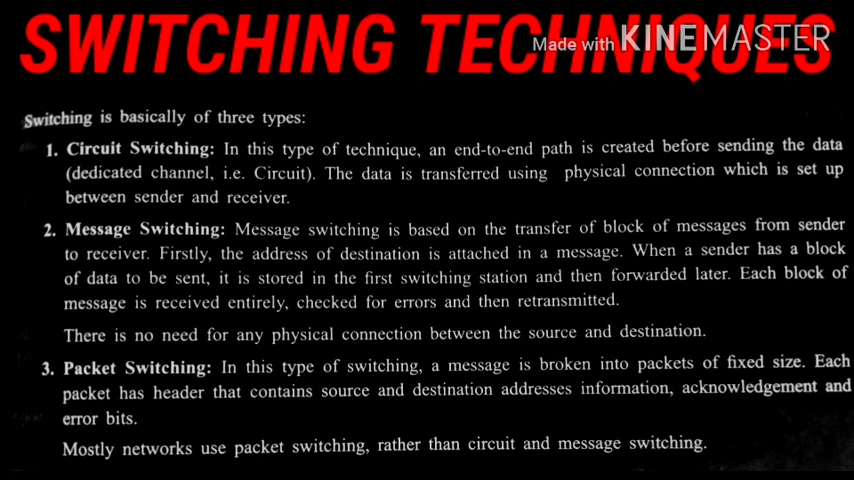 SWITCHING TECHNIQUES
Made with KINEMASTER
Switching is basically of three types:
1. Circuit Switching: In this type of technique, an end-to-end path is created before sending the data
(dedicated channel, i.e. Circuit). The data is transferred using physical connection which is set up
between sender and receiver.
2. Message Switching: Message switching is based on the transfer of block of messages from sender
to receiver. Firstly, the address of destination is attached in a message. When a sender has a block
of data to be sent, it is stored in the first switching station and then forwarded later. Each block of
message is received entirely, checked for errors and then retransmitted.
There is no need for any physical connection between the source and destination.
3. Packet Switching: In this type of switching, a message is broken into packets of fixed size. Each
packet has header that contains source and destination addresses information, acknowledgement and
error bits.
Mostly networks use packet switching, rather than circuit and message switching.